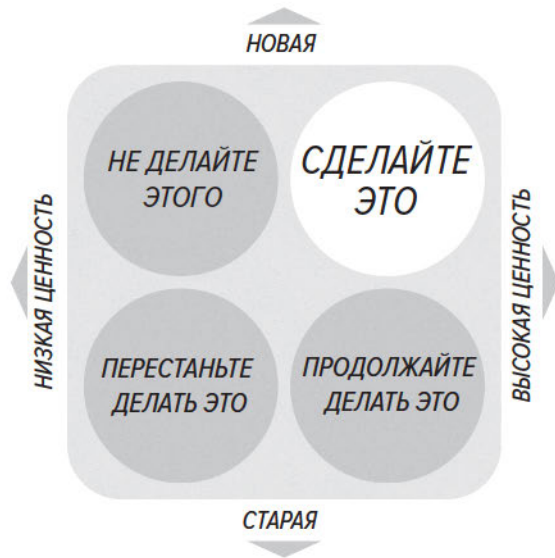 НОВАЯ
НЕ ДЕЛАЙТЕ
ЭТОГО
СДЕЛАЙТЕ
ЭТО
НИЗКАЯ ЦЕННОСТЬ
ВЫСОКАЯ ЦЕННОСТЬ
ПЕРЕСТАНЬТЕ
ДЕЛАТЬ ЭТО
ПРОДОЛЖАЙТЕ
ДЕЛАТЬ ЭТО
СТАРАЯ